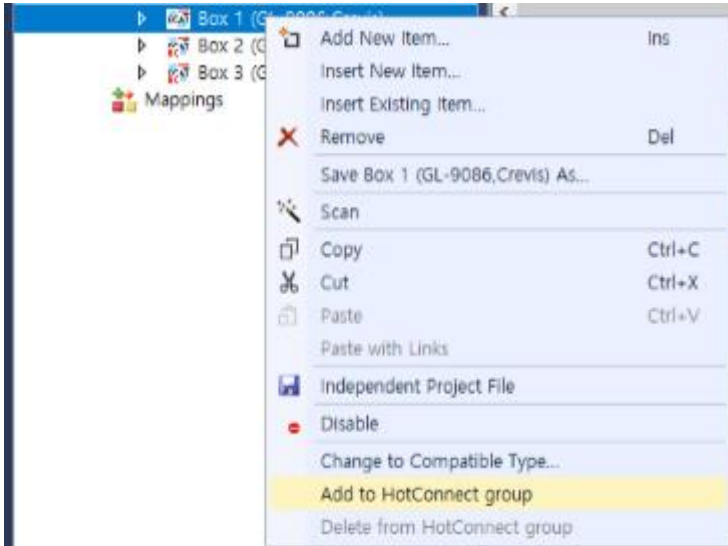 Box 1 (GL-9086,Crevis)
Box 2 (G
Box 3 (G
Mappings
Add New Item... Ins
Insert New Item...
Insert Existing Item...
Remove Del
Save Box 1 (GL-9086,Crevis) As...
Scan
Copy Ctrl+C
Cut Ctrl+X
Paste Ctrl+V
Paste with Links
Independent Project File
Disable
Change to Compatible Type...
Add to HotConnect group
Delete from HotConnect group